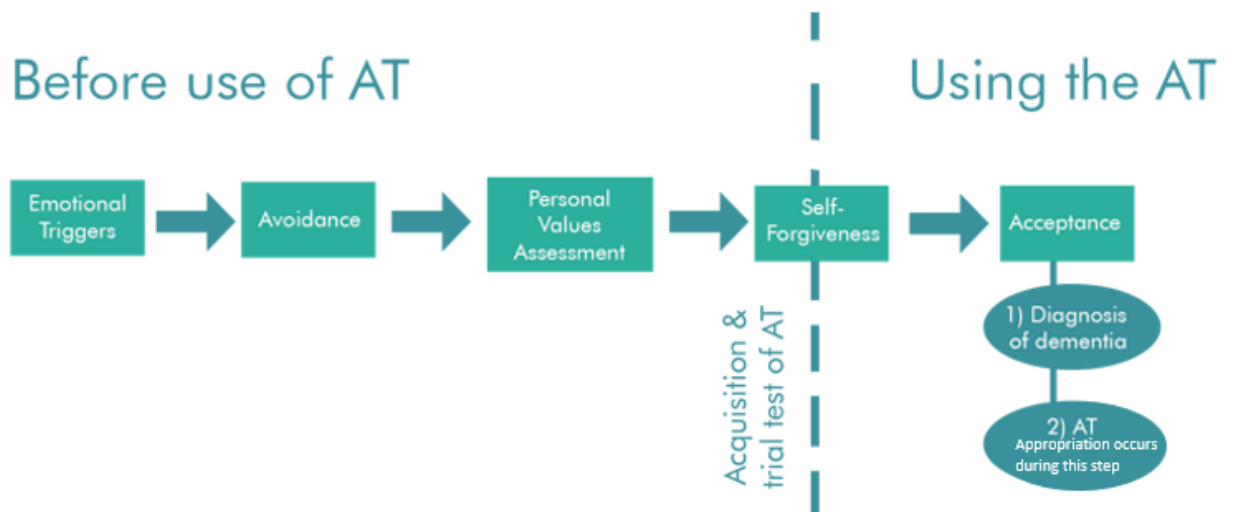 Before use of AT
Using the AT
Emotional
Triggers
Avoidance
Personal
Values
Assessment
Self-
Forgiveness
Acceptance
Acquisition &
trial test of AT
1) Diagnosis
of dementia
2) AT
Appropriation occurs
during this step